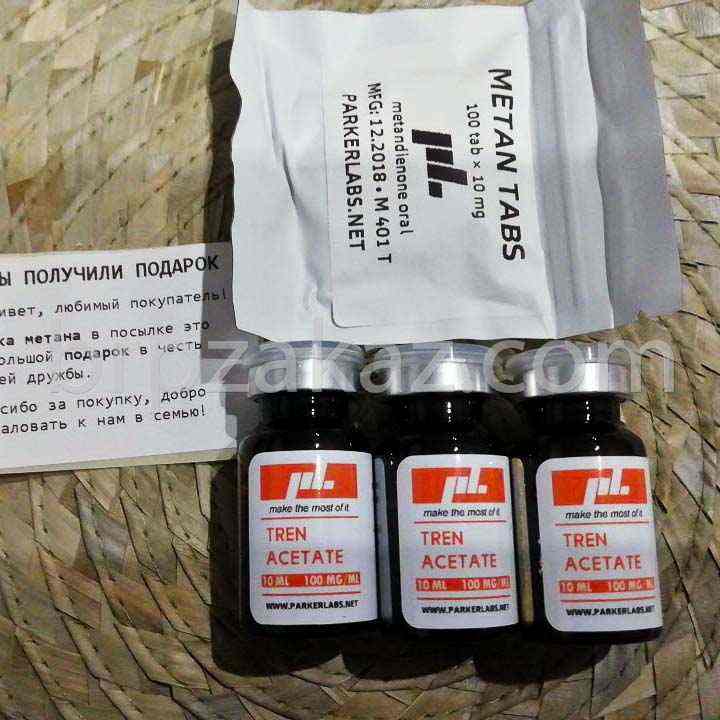 METAN TABS
100 tab x 10 mg
metandienone oral
MFG: 12.2018 • M 401 T
PARKERLABS.NET
Ы ПОЛУЧИЛИ ПОДАРОК
ивет, любимый покупатель!
ка метана в посылке это
ольшой подарок в честь
ей дружбы.
асибо за покупку, добро
аловать к нам в семью!
zakaz.com
make the most of it
TREN
ACETATE
10 ML 100 MG/ML
WWW.PARKERLABS.NET
make the most of it
TREN
ACETATE
10 ML 100 MG/ML
WWW.PARKERLABS.NET
make the most of it
TREN
ACETATE
10 ML 100 MG/ML
WWW.PARKERLABS.NET